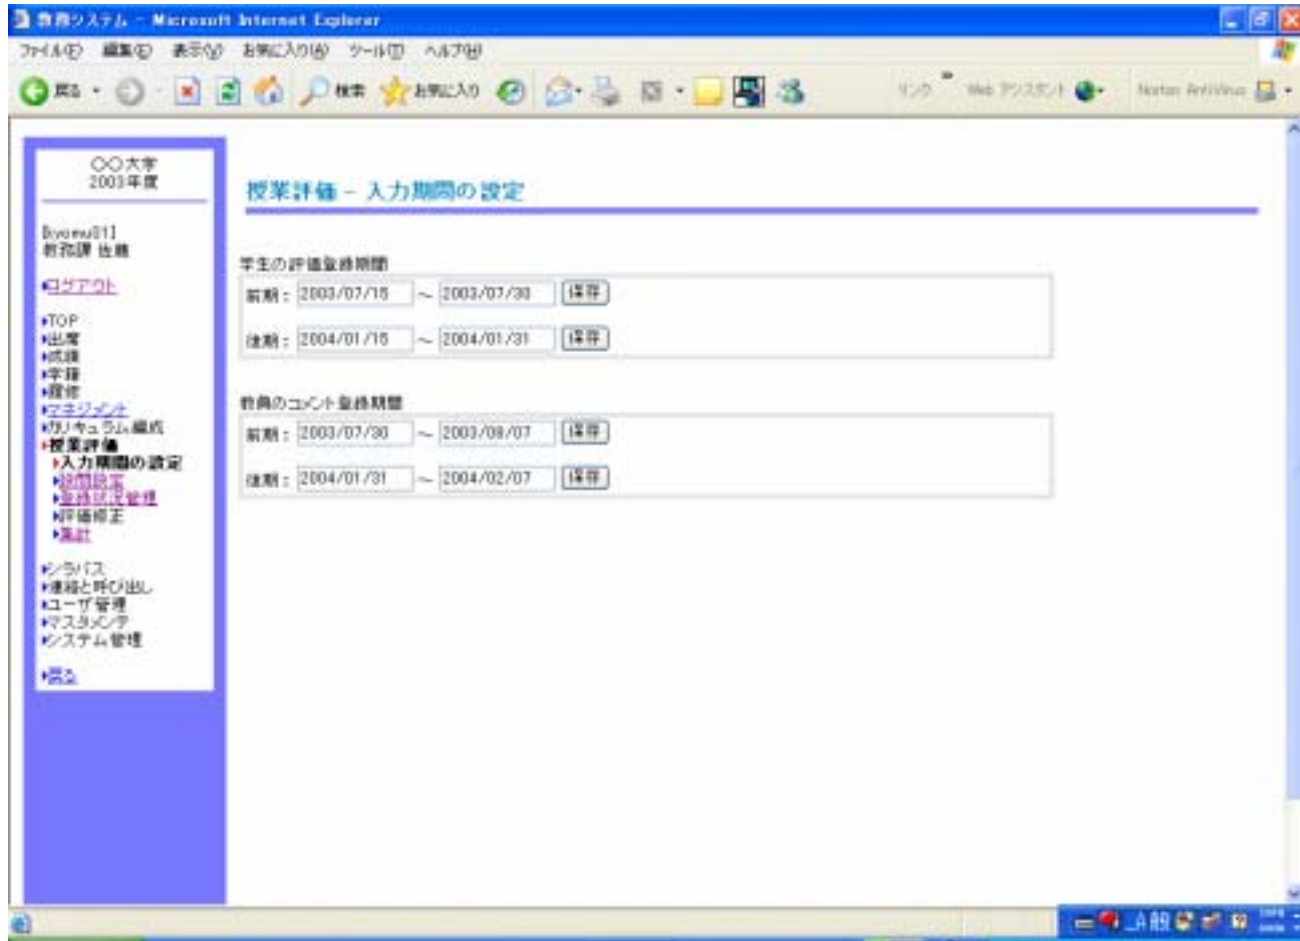 教務システム - Microsoft Internet Explorer
ファイル(F) 編集(E) 表示(V) お気に入り(A) ツール(T) ヘルプ(H)
戻る 検索 お気に入り リンク Web アシスタント Norton AntiVirus
〇〇大学
2003年度
[kyomu01]
教務課 佐藤
ログアウト
TOP
出席
成績
学籍
履修
マネジメント
カリキュラム編成
授業評価
入力期間の設定
設問設定
登録状況管理
評価修正
集計
シラバス
連絡と呼び出し
ユーザ管理
マスタメンテ
システム管理
戻る
授業評価 - 入力期間の設定
学生の評価登録期間
前期: 2003/07/15 ~ 2003/07/30 保存
後期: 2004/01/15 ~ 2004/01/31 保存
教員のコメント登録期間
前期: 2003/07/30 ~ 2003/08/07 保存
後期: 2004/01/31 ~ 2004/02/07 保存
A 般